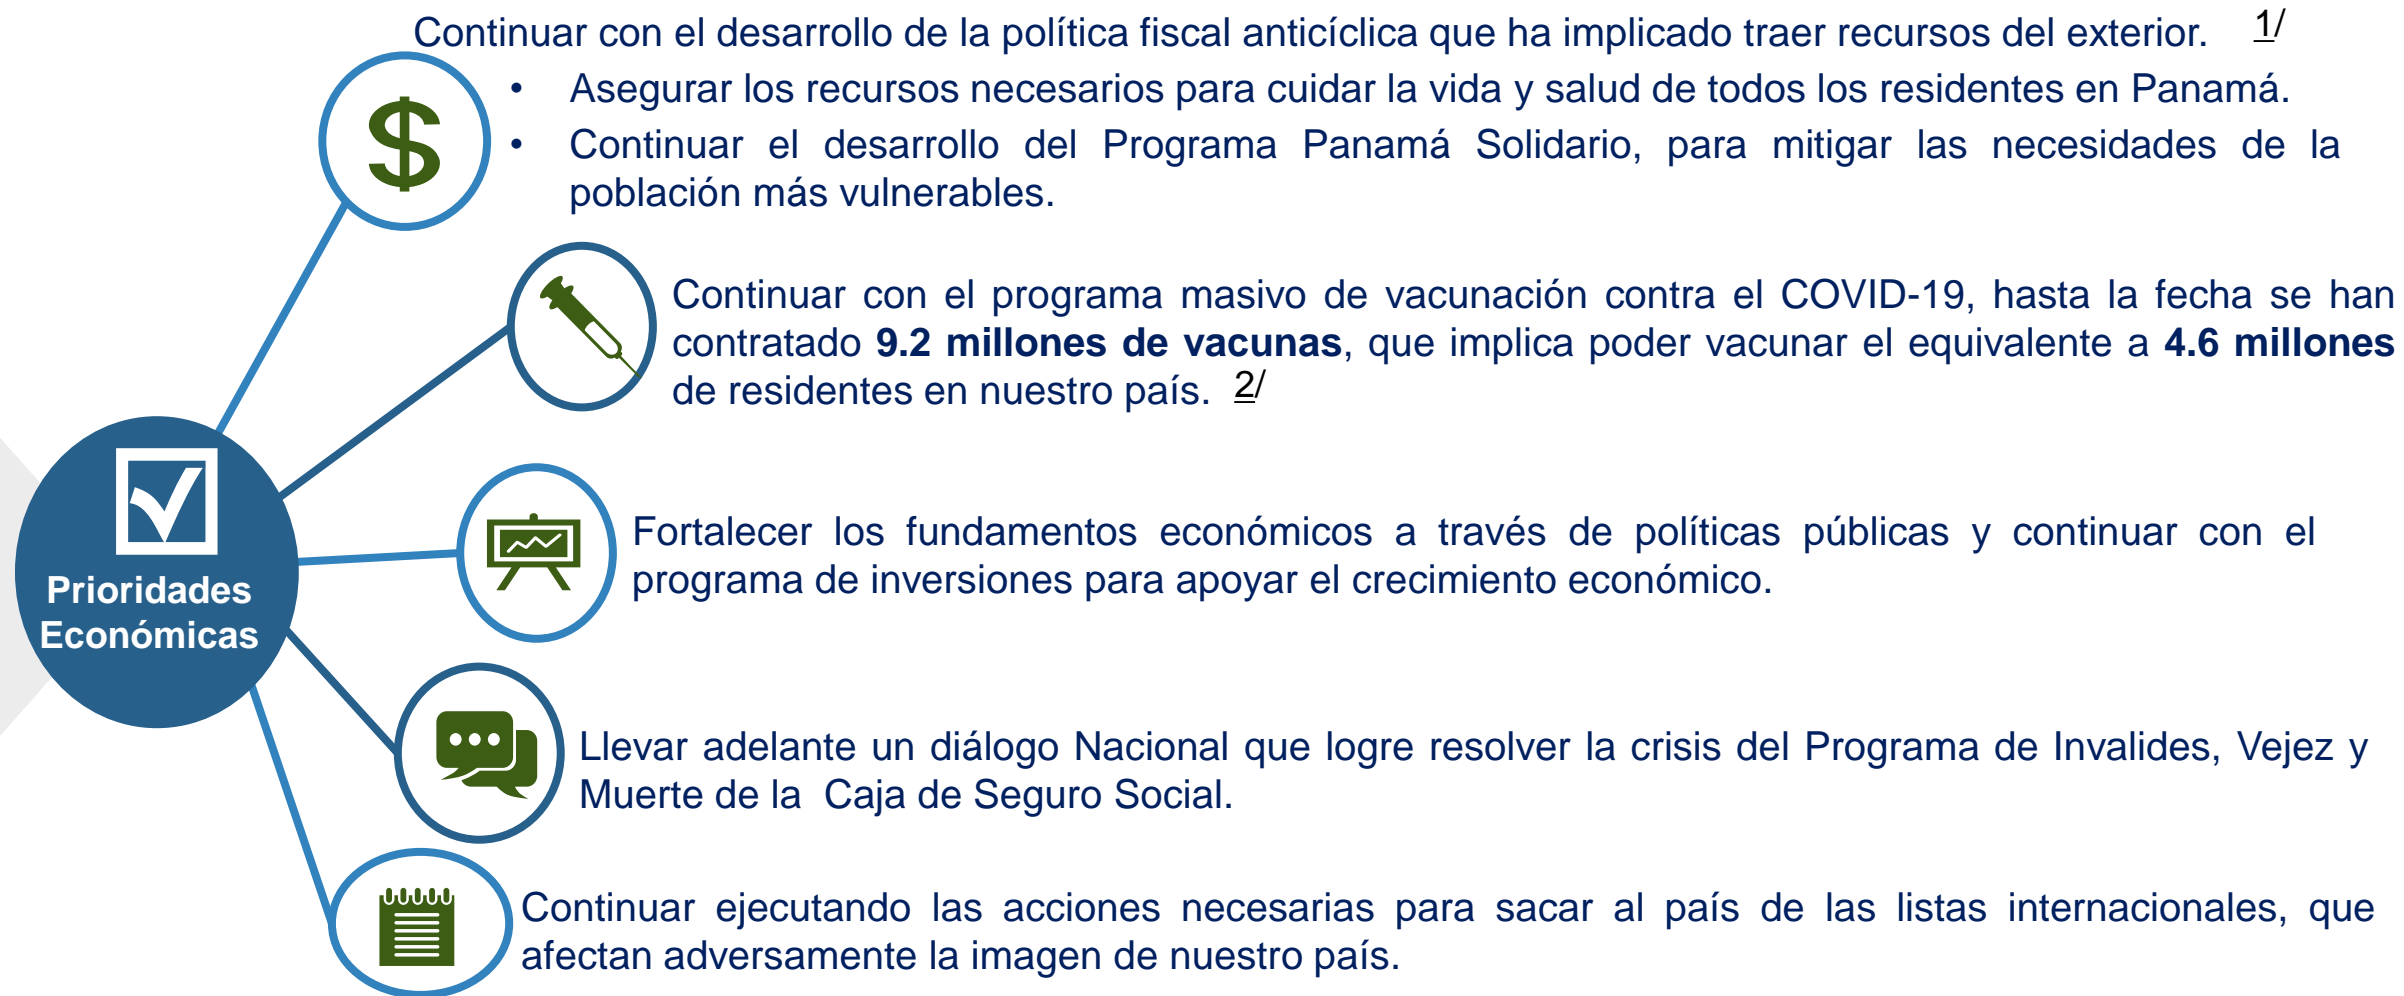 Continuar con el desarrollo de la política fiscal anticíclica que ha implicado traer recursos del exterior. 1/
• Asegurar los recursos necesarios para cuidar la vida y salud de todos los residentes en Panamá.
• Continuar el desarrollo del Programa Panamá Solidario, para mitigar las necesidades de la
población más vulnerables.
Continuar con el programa masivo de vacunación contra el COVID-19, hasta la fecha se han
contratado 9.2 millones de vacunas, que implica poder vacunar el equivalente a 4.6 millones
de residentes en nuestro país. 2/
Prioridades
Económicas
Fortalecer los fundamentos económicos a través de políticas públicas y continuar con el
programa de inversiones para apoyar el crecimiento económico.
Llevar adelante un diálogo Nacional que logre resolver la crisis del Programa de Invalides, Vejez y
Muerte de la Caja de Seguro Social.
Continuar ejecutando las acciones necesarias para sacar al país de las listas internacionales, que
afectan adversamente la imagen de nuestro país.